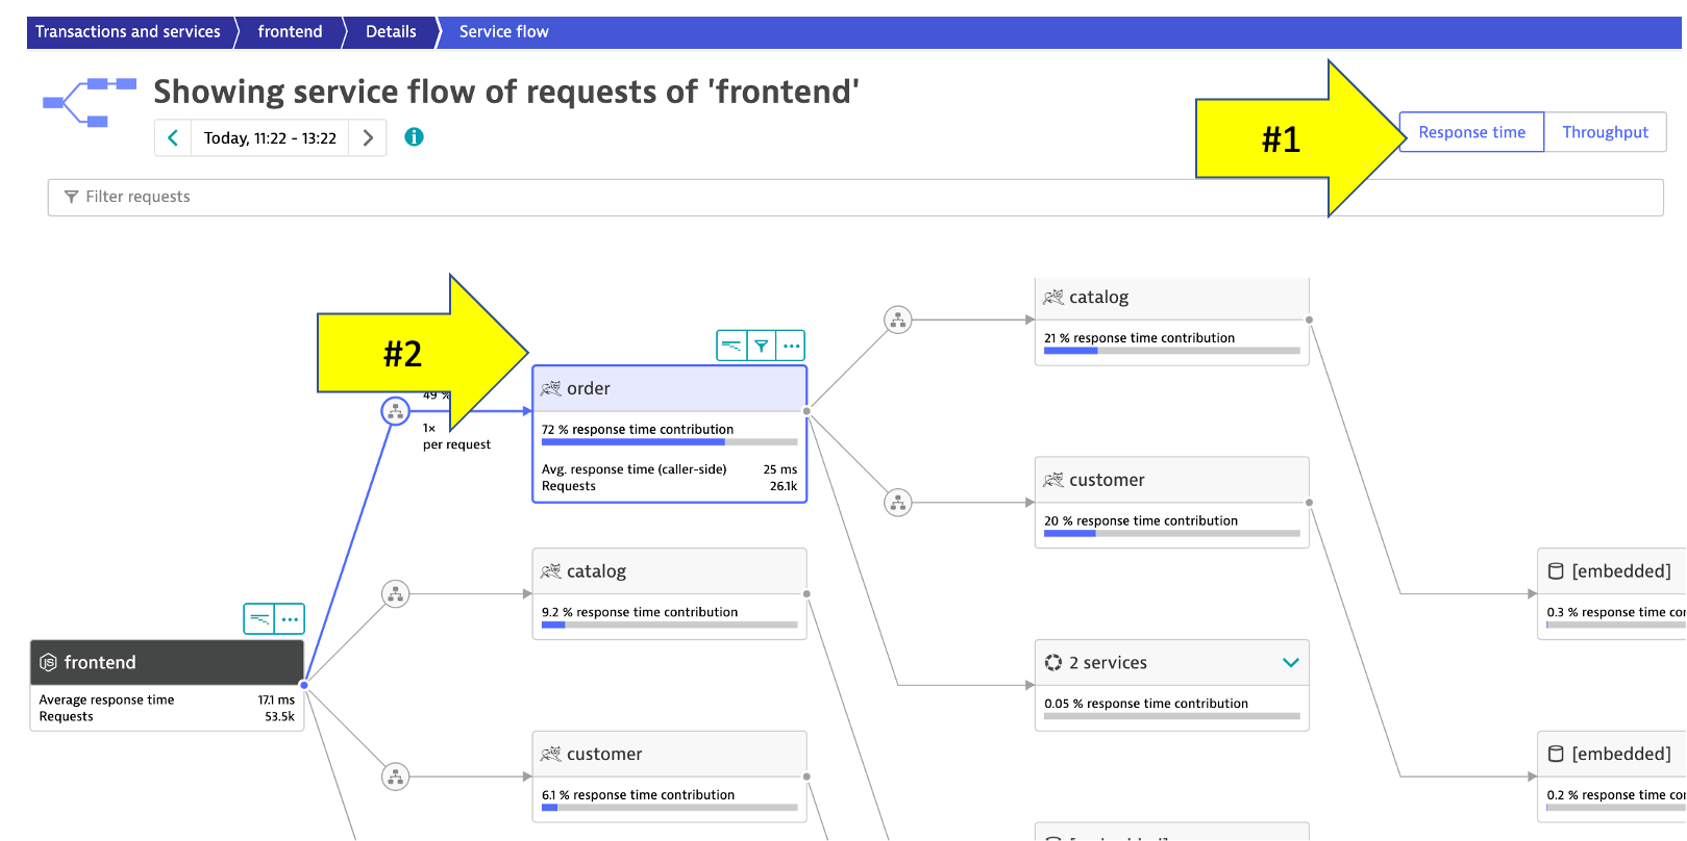 Transactions and services
frontend
Details
Service flow
Showing service flow of requests of 'frontend'
Today, 11:22 - 13:22
#1
Response time
Throughput
Filter requests
#2
49 %
1×
per request
order
72 % response time contribution
Avg. response time (caller-side) 25 ms
Requests 26.1k
catalog
21 % response time contribution
customer
20 % response time contribution
catalog
9.2 % response time contribution
[embedded]
0.3 % response time
frontend
Average response time 17.1 ms
Requests 53.5k
2 services
0.05 % response time contribution
customer
6.1 % response time contribution
[embedded]
0.2 % response time